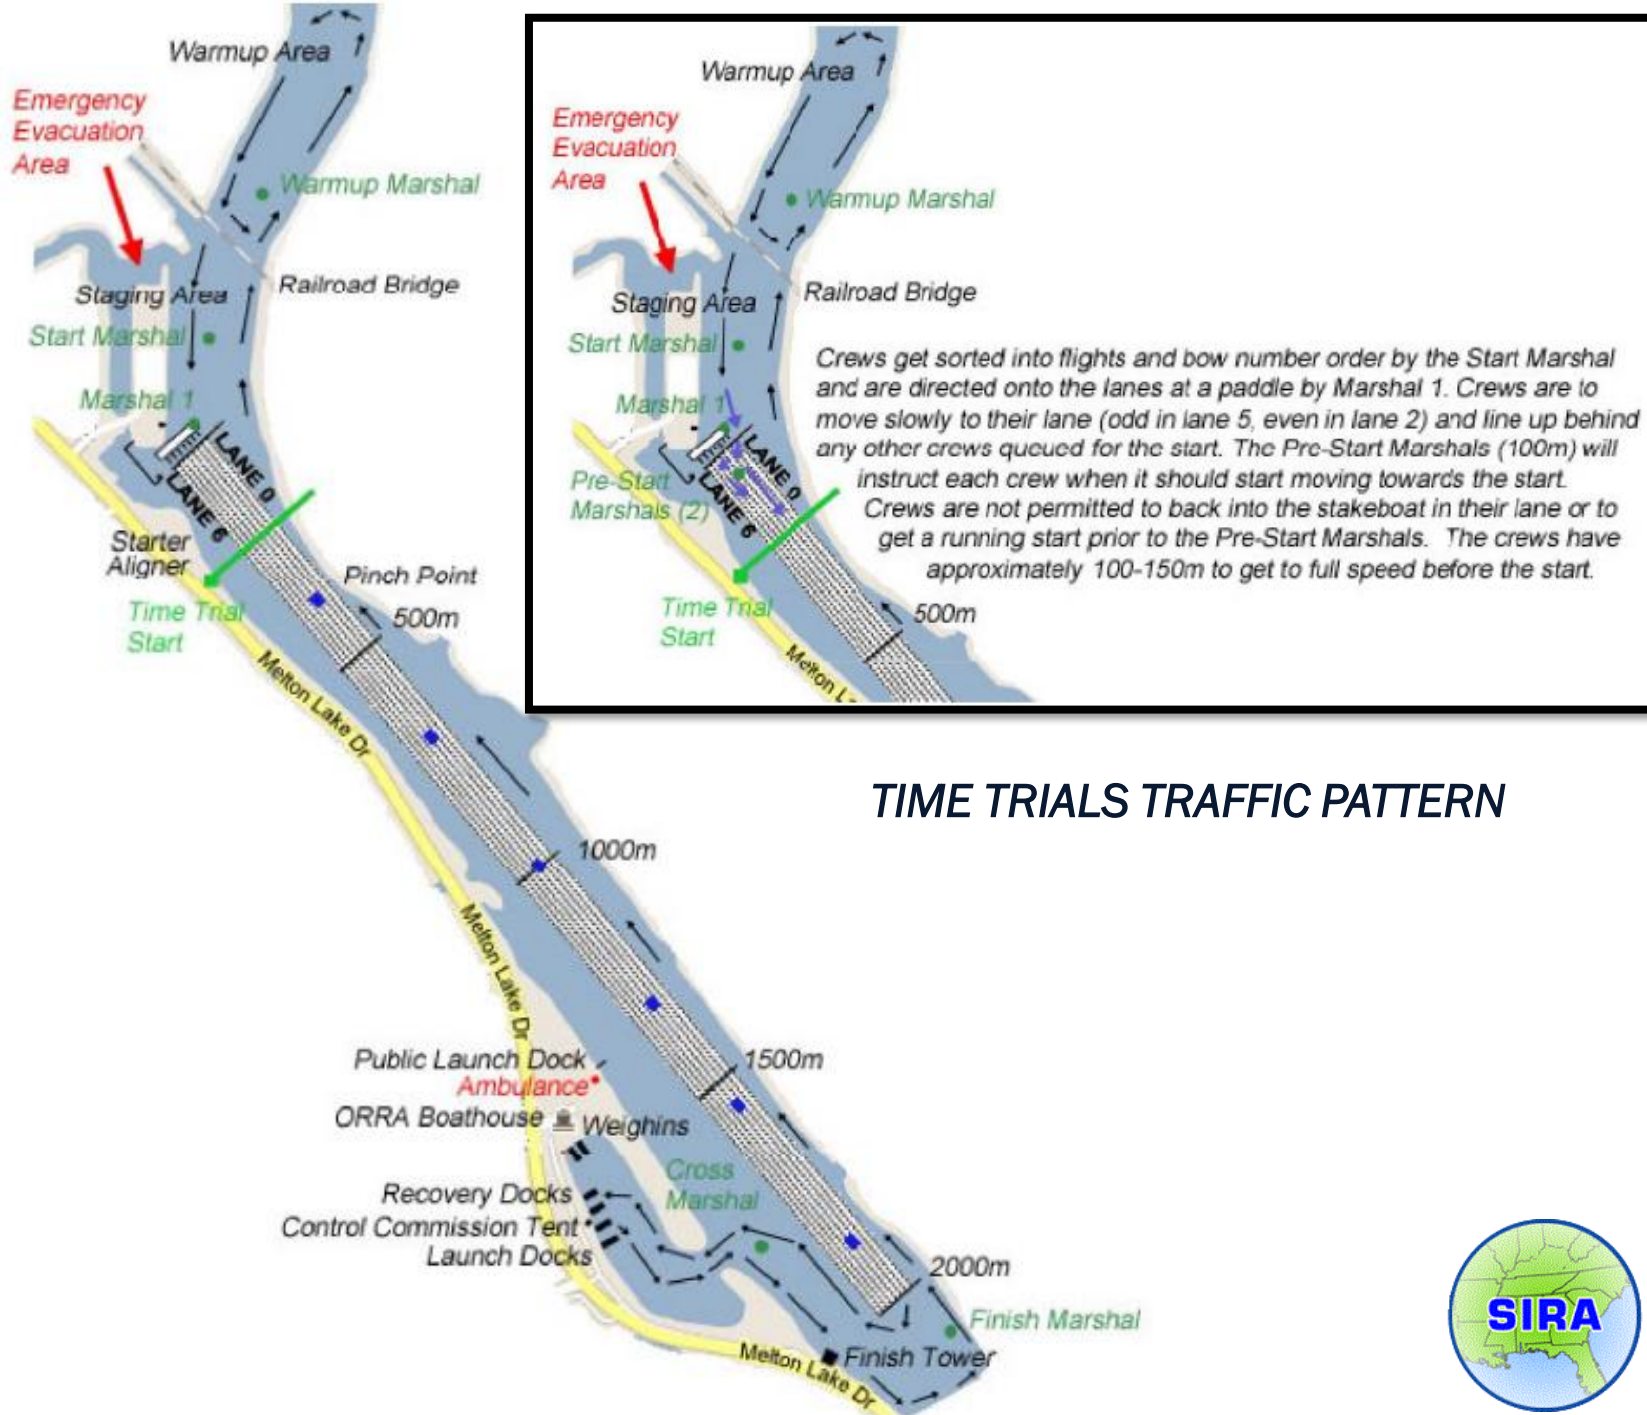 Warmup Area
Emergency
Evacuation
Area
Warmup Marshal
Railroad Bridge
Staging Area
Start Marshal
Marshal 1
LANE 0
LANE 6
Starter
Aligner
Time Trial
Start
Pinch Point
500m
Melton Lake Dr
1000m
Melton Lake Dr
1500m
Public Launch Dock
Ambulance
ORRA Boathouse
Weighins
Cross
Marshal
Recovery Docks
Control Commission Tent
Launch Docks
2000m
Finish Marshal
Finish Tower
Melton Lake Dr
Warmup Area
Emergency
Evacuation
Area
Warmup Marshal
Railroad Bridge
Staging Area
Start Marshal
Marshal 1
Pre-Start
Marshals (2)
LANE 0
LANE 6
Time Trial
Start
500m
Melton L
Crews get sorted into flights and bow number order by the Start Marshal
and are directed onto the lanes at a paddle by Marshal 1. Crews are to
move slowly to their lane (odd in lane 5, even in lane 2) and line up behind
any other crews queued for the start. The Pre-Start Marshals (100m) will
instruct each crew when it should start moving towards the start.
Crews are not permitted to back into the stakeboat in their lane or to
get a running start prior to the Pre-Start Marshals. The crews have
approximately 100-150m to get to full speed before the start.
TIME TRIALS TRAFFIC PATTERN
SIRA